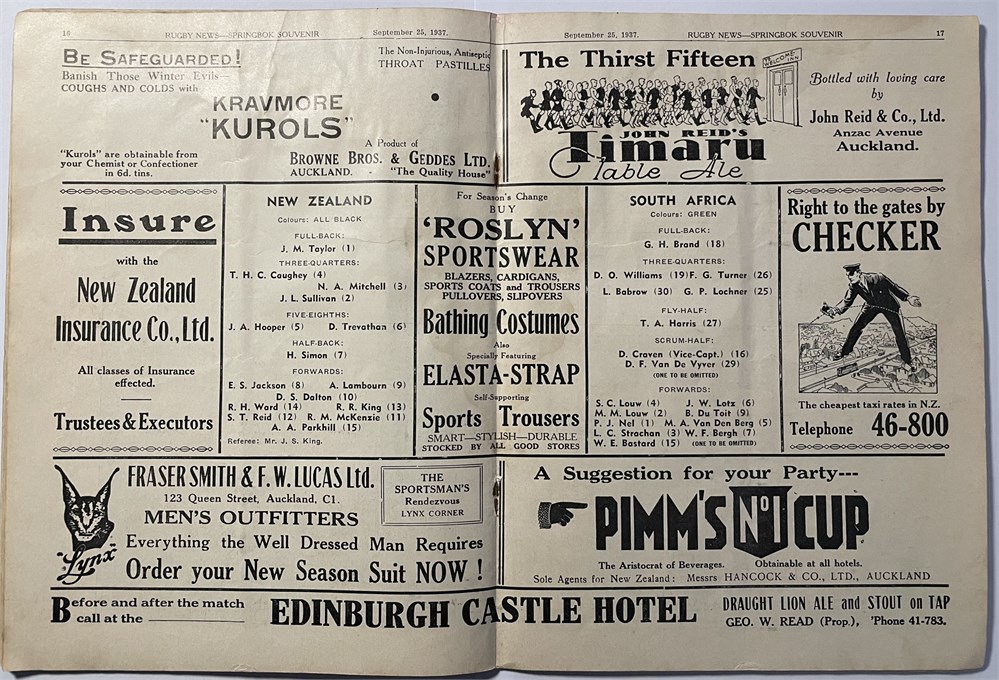 16
RUGBY NEWS—SPRINGBOK SOUVENIR
September 25, 1937.
BE SAFEGUARDED!
Banish Those Winter Evils—
COUGHS AND COLDS with
The Non-Injurious, Antiseptic
THROAT PASTILLES
KRAVMORE
"KUROLS"
"Kurols" are obtainable from
your Chemist or Confectioner
in 6d. tins.
A Product of
BROWNE BROS. & GEDDES LTD.
AUCKLAND. "The Quality House"
September 25, 1937.
RUGBY NEWS—SPRINGBOK SOUVENIR
17
The Thirst Fifteen
WELCOME INN
JOHN REID'S
Timaru
Table Ale
Bottled with loving care
by
John Reid & Co., Ltd.
Anzac Avenue
Auckland.
Insure
with the
New Zealand
Insurance Co., Ltd.
All classes of Insurance
effected.
Trustees & Executors
NEW ZEALAND
Colours: ALL BLACK
FULL-BACK:
J. M. Taylor (1)
THREE-QUARTERS:
T. H. C. Caughey (4)
N. A. Mitchell (3)
J. L. Sullivan (2)
FIVE-EIGHTHS:
J. A. Hooper (5) D. Trevathan (6)
HALF-BACK:
H. Simon (7)
FORWARDS:
E. S. Jackson (8) A. Lambourn (9)
D. S. Dalton (10)
R. H. Ward (14) R. R. King (13)
S. T. Reid (12) R. M. McKenzie (11)
A. A. Parkhill (15)
Referee: Mr. J. S. King.
For Season's Change
BUY
'ROSLYN'
SPORTSWEAR
BLAZERS, CARDIGANS,
SPORTS COATS and TROUSERS
PULLOVERS, SLIPOVERS
Bathing Costumes
Also
Specially Featuring
ELASTA-STRAP
Self-Supporting
Sports Trousers
SMART—STYLISH—DURABLE
STOCKED BY ALL GOOD STORES
SOUTH AFRICA
Colours: GREEN
FULL-BACK:
G. H. Brand (18)
THREE-QUARTERS:
D. O. Williams (19) F. G. Turner (26)
L. Babrow (30) G. P. Lochner (25)
FLY-HALF:
T. A. Harris (27)
SCRUM-HALF:
D. Craven (Vice-Capt.) (16)
D. F. Van De Vyver (29)
(ONE TO BE OMITTED)
FORWARDS:
S. C. Louw (4) J. W. Lotz (6)
M. M. Louw (2) B. Du Toit (9)
P. J. Nel (1) M. A. Van Den Berg (5)
L. C. Strachan (3) W. F. Bergh (7)
W. E. Bastard (15) (ONE TO BE OMITTED)
Right to the gates by
CHECKER
The cheapest taxi rates in N.Z.
Telephone 46-800
"Lynx"
FRASER SMITH & F. W. LUCAS Ltd.
123 Queen Street, Auckland, C1.
MEN'S OUTFITTERS
THE
SPORTSMAN'S
Rendezvous
LYNX CORNER
Everything the Well Dressed Man Requires
Order your New Season Suit NOW !
A Suggestion for your Party---
PIMM'S No 1 CUP
The Aristocrat of Beverages. Obtainable at all hotels.
Sole Agents for New Zealand: Messrs HANCOCK & CO., LTD., AUCKLAND
Before and after the match
call at the
EDINBURGH CASTLE HOTEL
DRAUGHT LION ALE and STOUT on TAP
GEO. W. READ (Prop.), 'Phone 41-783.